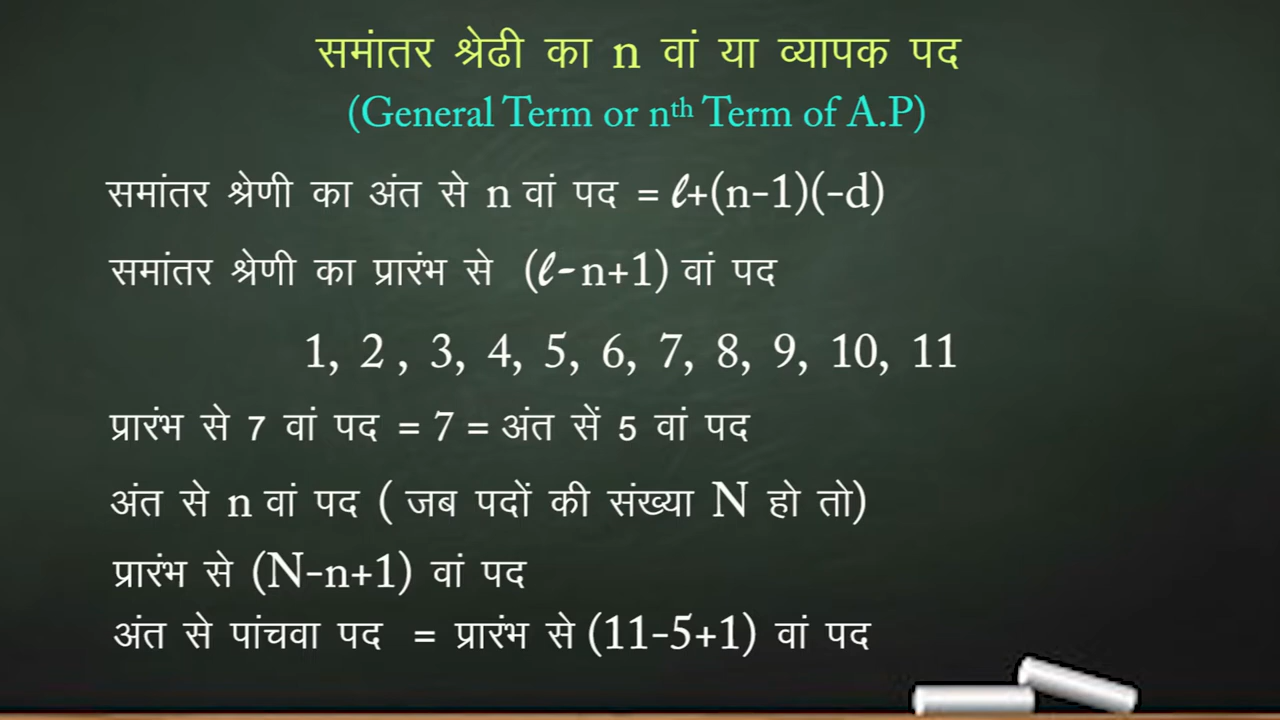 समांतर श्रेढी का n वां या व्यापक पद
(General Term or nᵗʰ Term of A.P)
समांतर श्रेणी का अंत से n वां पद = ℓ+(n-1)(-d)
समांतर श्रेणी का प्रारंभ से (ℓ-n+1) वां पद
1, 2 , 3, 4, 5, 6, 7, 8, 9, 10, 11
प्रारंभ से 7 वां पद = 7 = अंत सें 5 वां पद
अंत से n वां पद ( जब पदों की संख्या N हो तो)
प्रारंभ से (N-n+1) वां पद
अंत से पांचवा पद = प्रारंभ से (11-5+1) वां पद